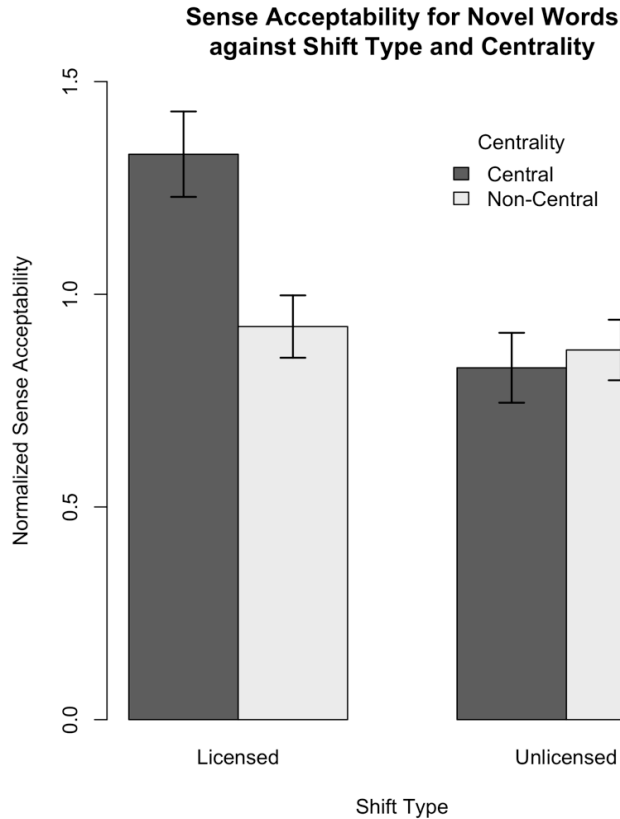 Sense Acceptability for Novel Words
against Shift Type and Centrality
1.5
1.0
0.5
0.0
Normalized Sense Acceptability
Centrality
Central
Non-Central
Licensed
Unlicensed
Shift Type